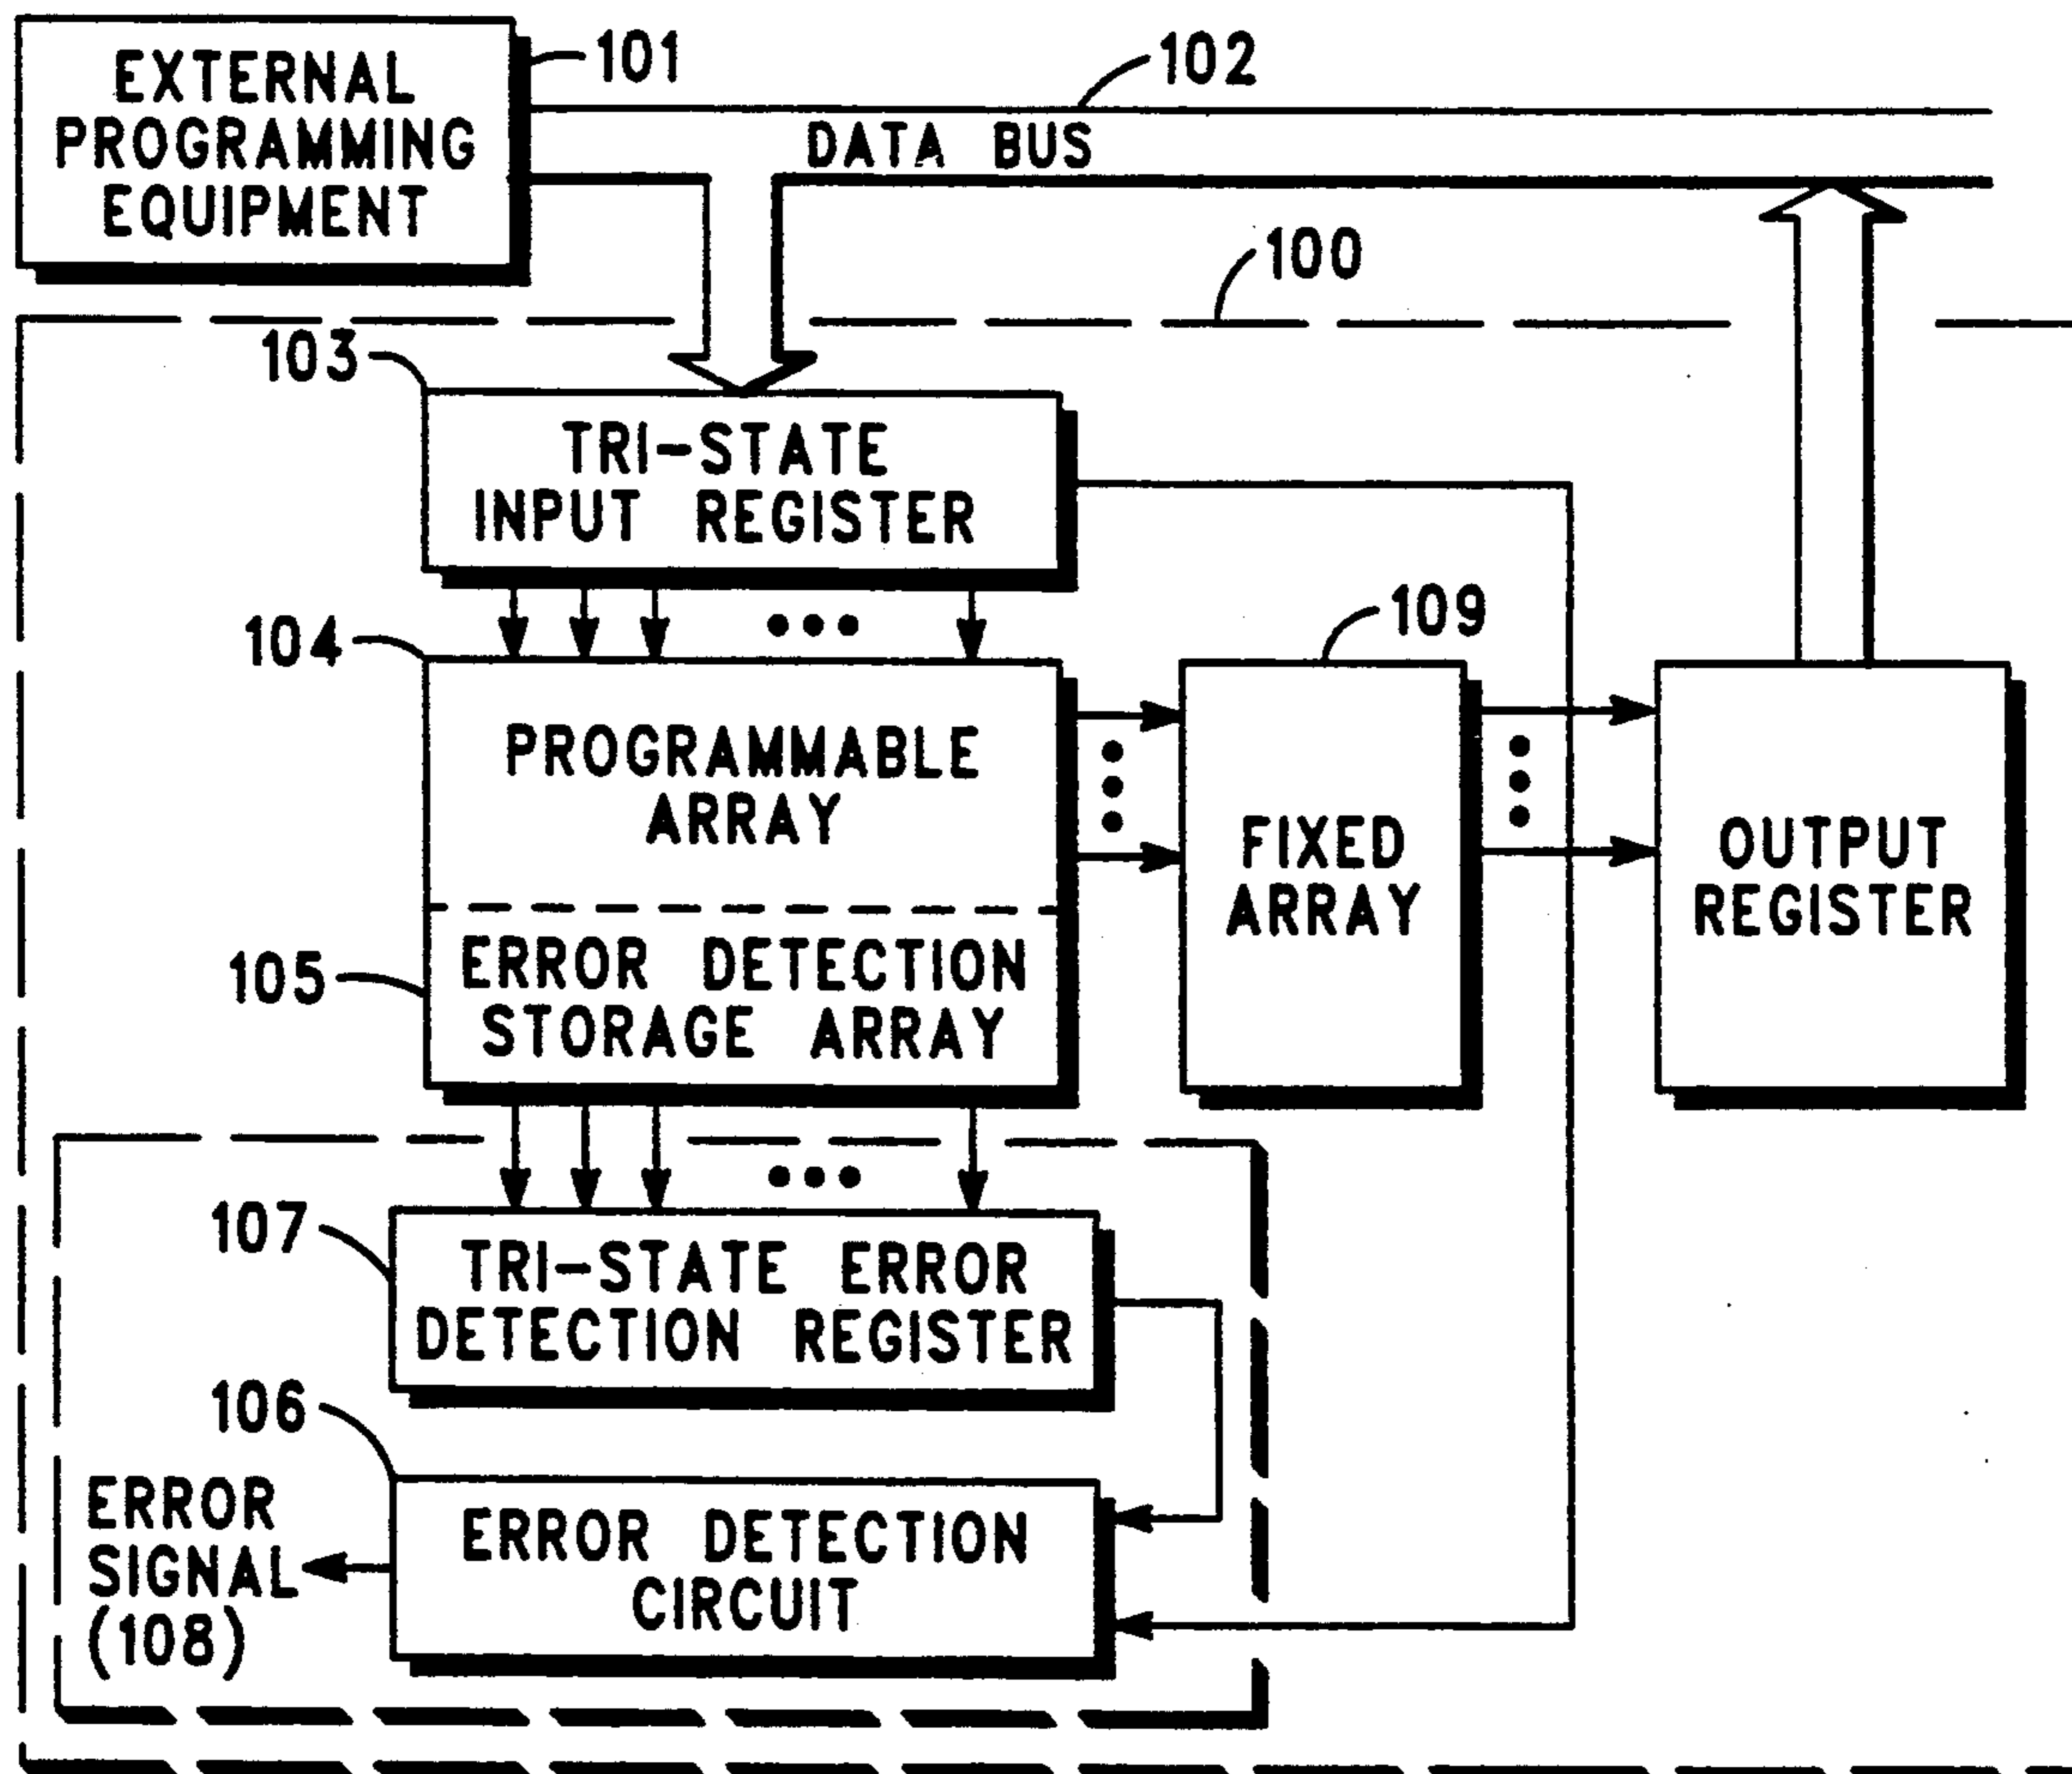 EXTERNAL
PROGRAMMING
EQUIPMENT
101
102
DATA BUS
100
103
TRI-STATE
INPUT REGISTER
104
109
PROGRAMMABLE
ARRAY
FIXED
ARRAY
OUTPUT
REGISTER
105
ERROR DETECTION
STORAGE ARRAY
107
TRI-STATE ERROR
DETECTION REGISTER
106
ERROR
SIGNAL
(108)
ERROR DETECTION
CIRCUIT